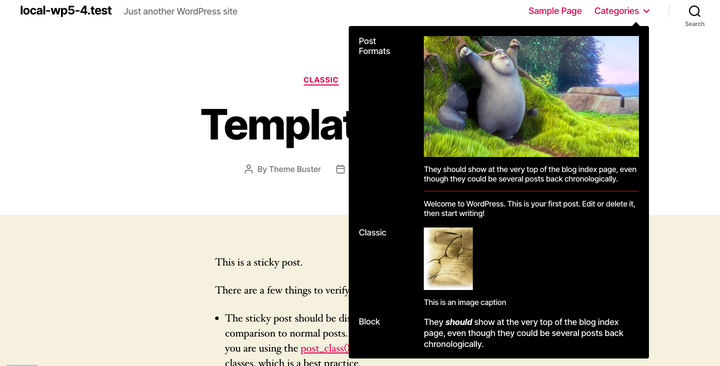 local-wp5-4.test
Just another WordPress site
Sample Page
Categories
Search
CLASSIC
Templat
By Theme Buster
This is a sticky post.
There are a few things to verify
• The sticky post should be dis
comparison to normal posts.
you are using the post_class(
classes, which is a best practice.
Post
Formats
They should show at the very top of the blog index page, even
though they could be several posts back chronologically.
Welcome to WordPress. This is your first post. Edit or delete it,
then start writing!
Classic
This is an image caption
Block
They should show at the very top of the blog index
page, even though they could be several posts back
chronologically.